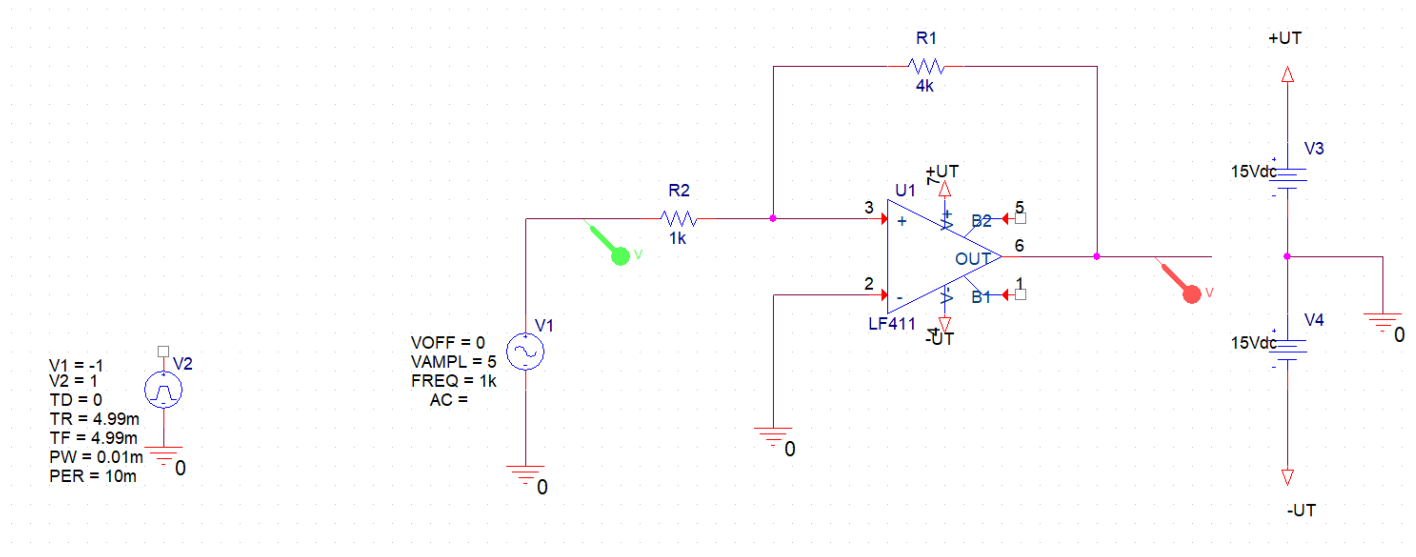 R1
4k
+UT
V3
15Vdc
+UT
7
U1
R2
1k
3
+
V+
B2
5
OUT
6
2
-
V-
B1
1
LF411
4
-UT
V
V
V1
VOFF = 0
VAMPL = 5
FREQ = 1k
AC =
0
0
V4
15Vdc
0
-UT
V2
V1 = -1
V2 = 1
TD = 0
TR = 4.99m
TF = 4.99m
PW = 0.01m
PER = 10m
0